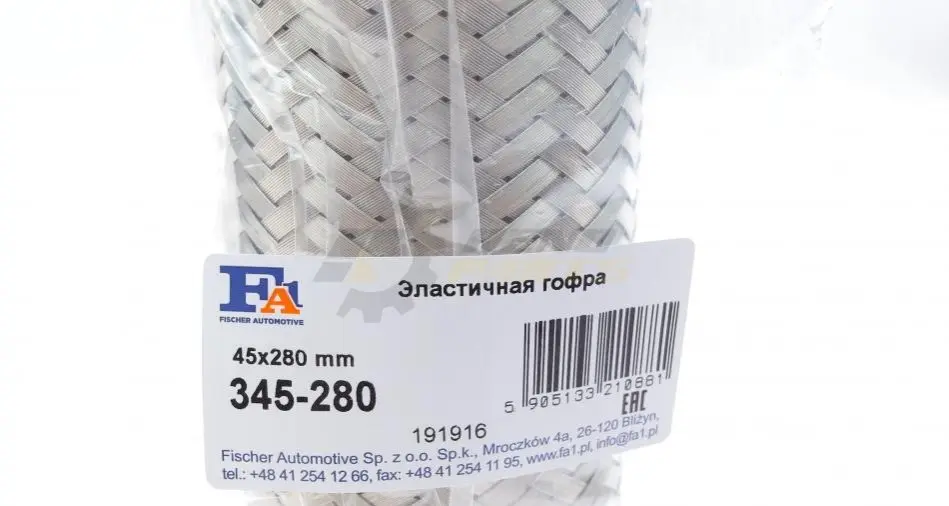 Эластичная гофра
FA1
FISCHER AUTOMOTIVE
45x280 mm
345-280
5 905133 210881
EAC
191916
Fischer Automotive Sp. z o.o. Sp.k., Mroczków 4a, 26-120 Bliżyn,
tel.: +48 41 254 12 66, fax: +48 41 254 11 95, www.fa1.pl, info@fa1.pl